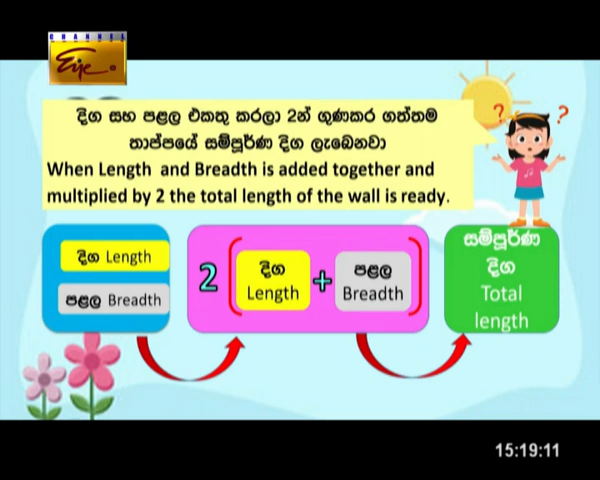 CHANNEL
Eye
දිග සහ පළල එකතු කරලා 2න් ගුණකර ගත්තම
තාප්පයේ සම්පූර්ණ දිග ලැබෙනවා
When Length and Breadth is added together and
multiplied by 2 the total length of the wall is ready.
දිග Length
පළල Breadth
2
දිග
Length
+
පළල
Breadth
සම්පූර්ණ
දිග
Total
length
? ?
15:19:11